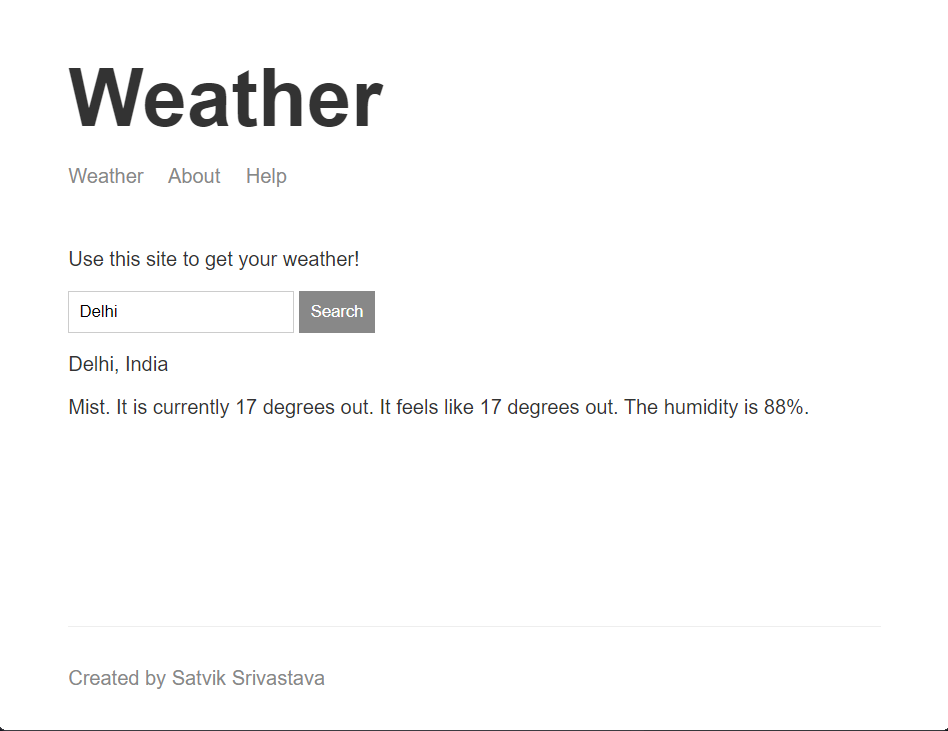 Weather
Weather About Help
Use this site to get your weather!
Delhi Search
Delhi, India
Mist. It is currently 17 degrees out. It feels like 17 degrees out. The humidity is 88%.
Created by Satvik Srivastava